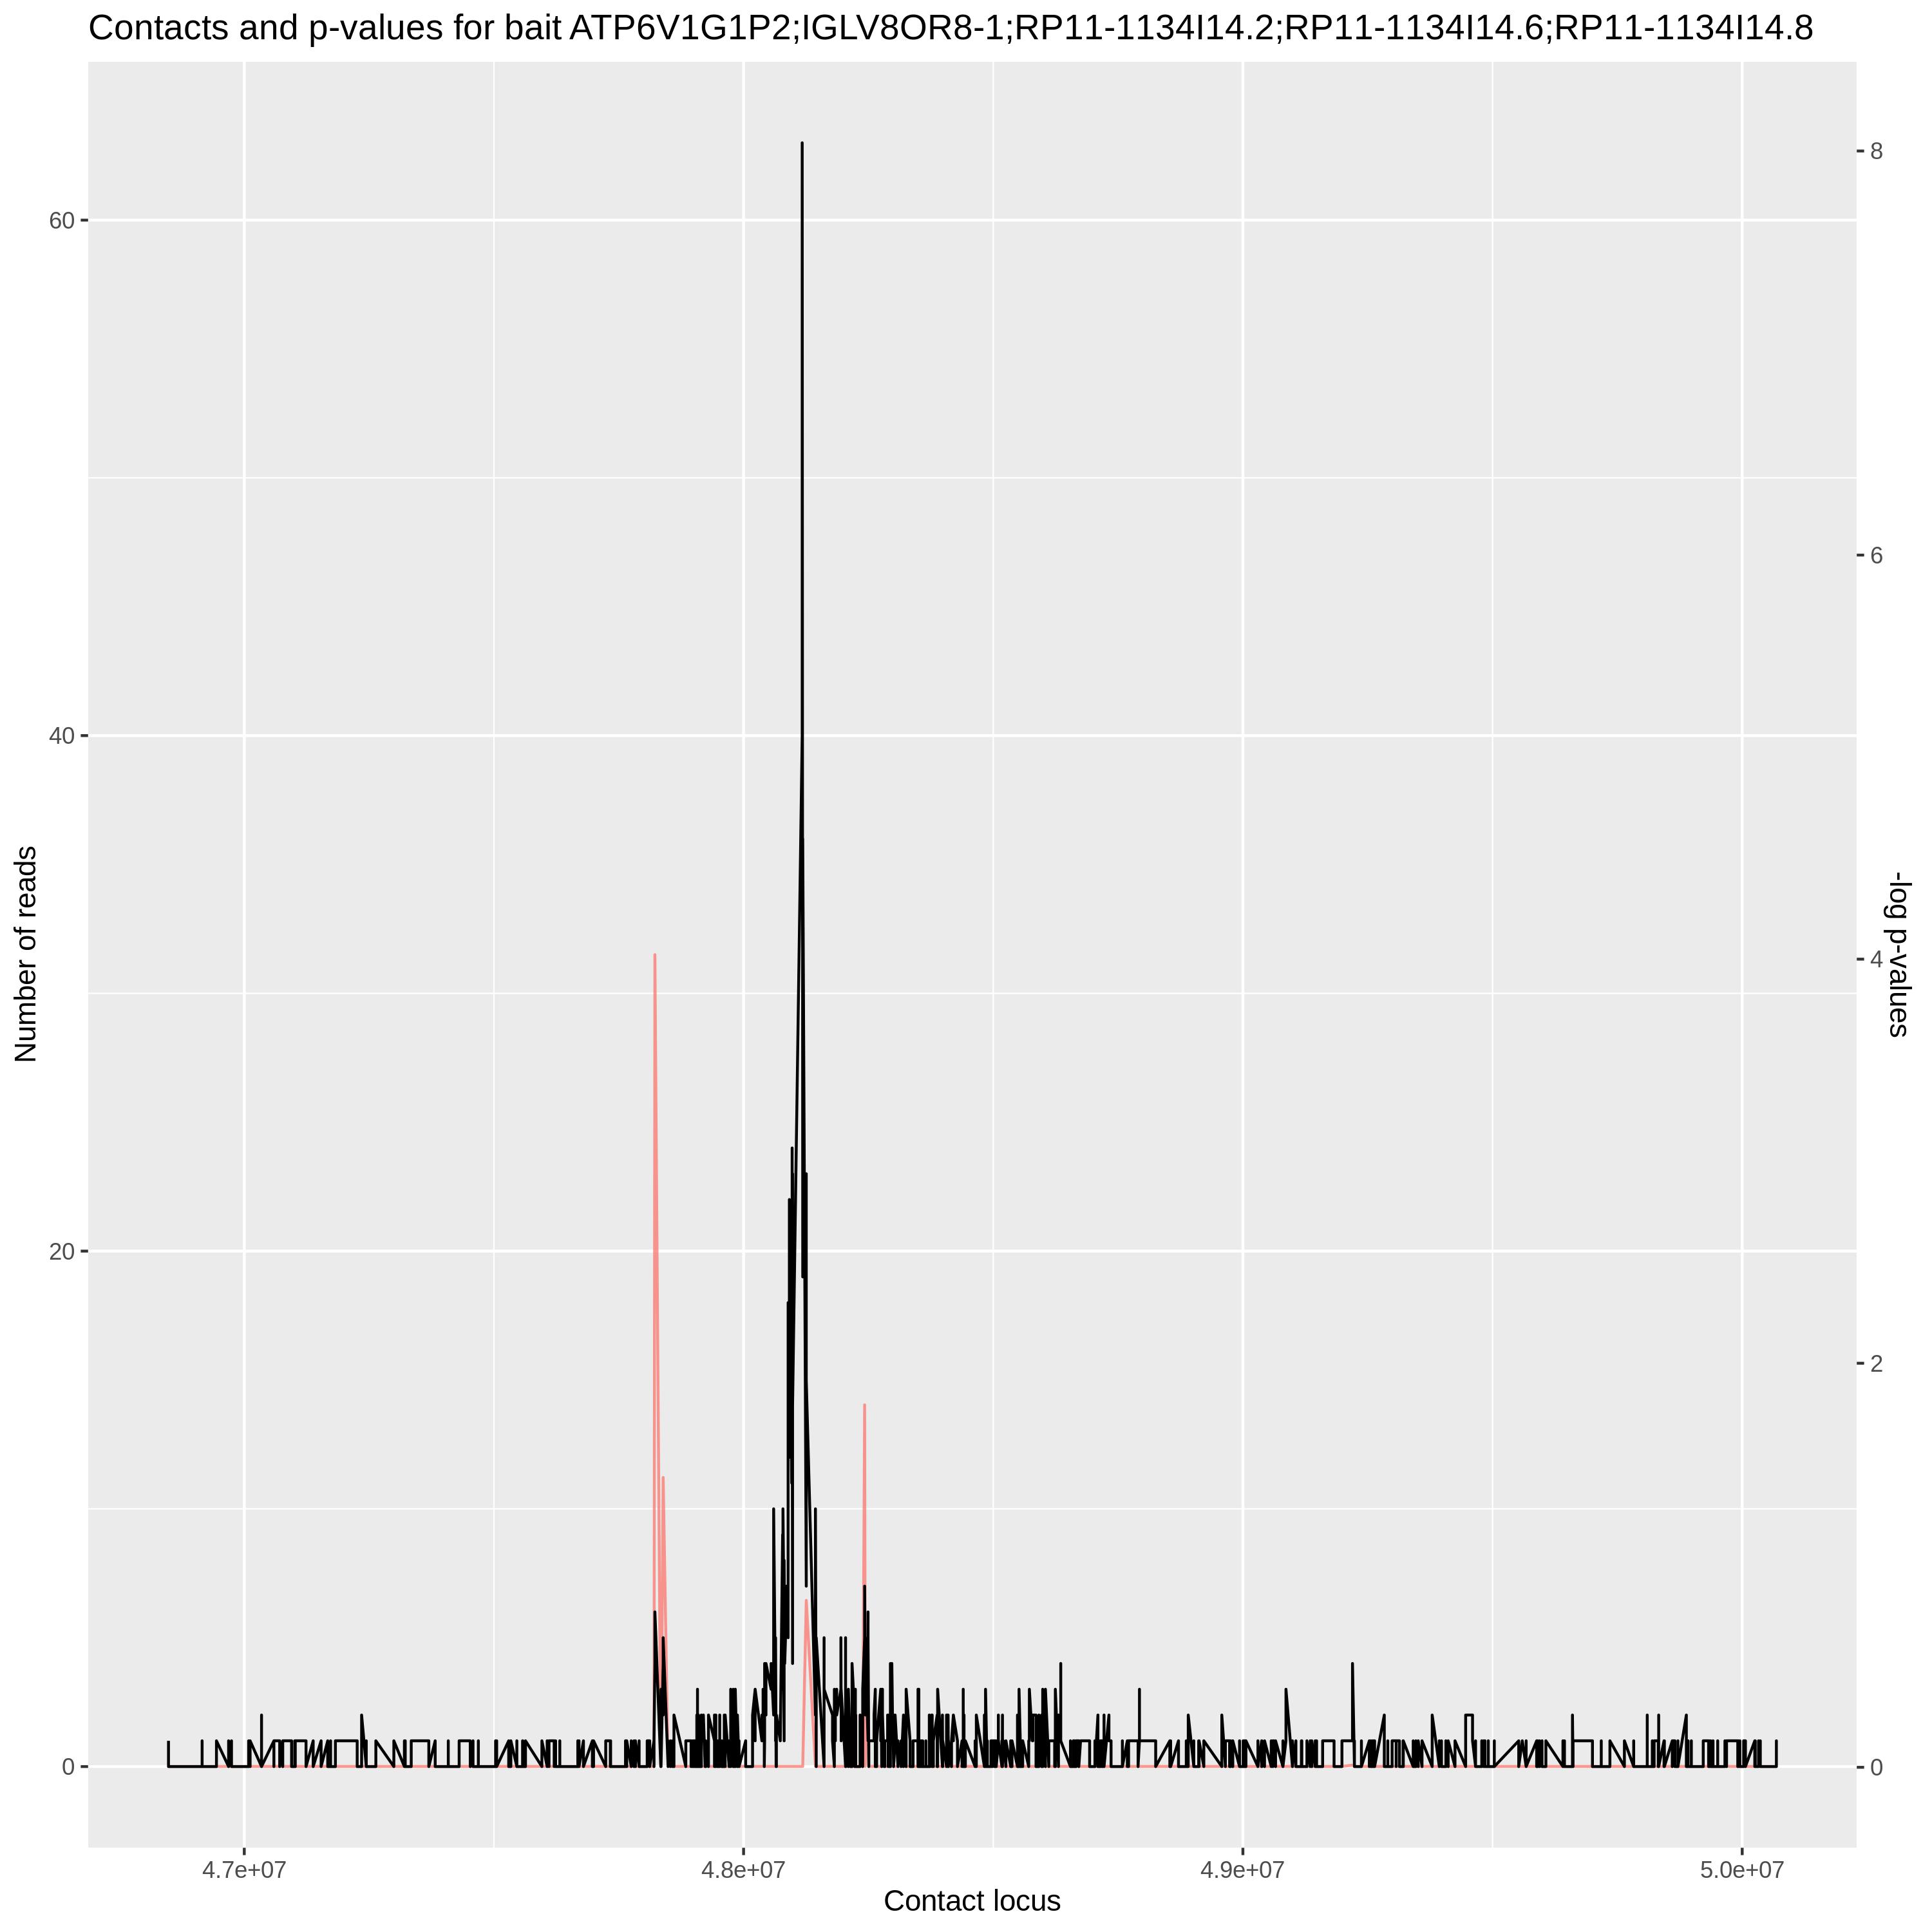 Contacts and p-values for bait ATP6V1G1P2;IGLV8OR8-1;RP11-1134I14.2;RP11-1134I14.6;RP11-1134I14.8
60
40
20
0
Number of reads
8
6
4
2
0
-log p-values
4.7e+07
4.8e+07
4.9e+07
5.0e+07
Contact locus